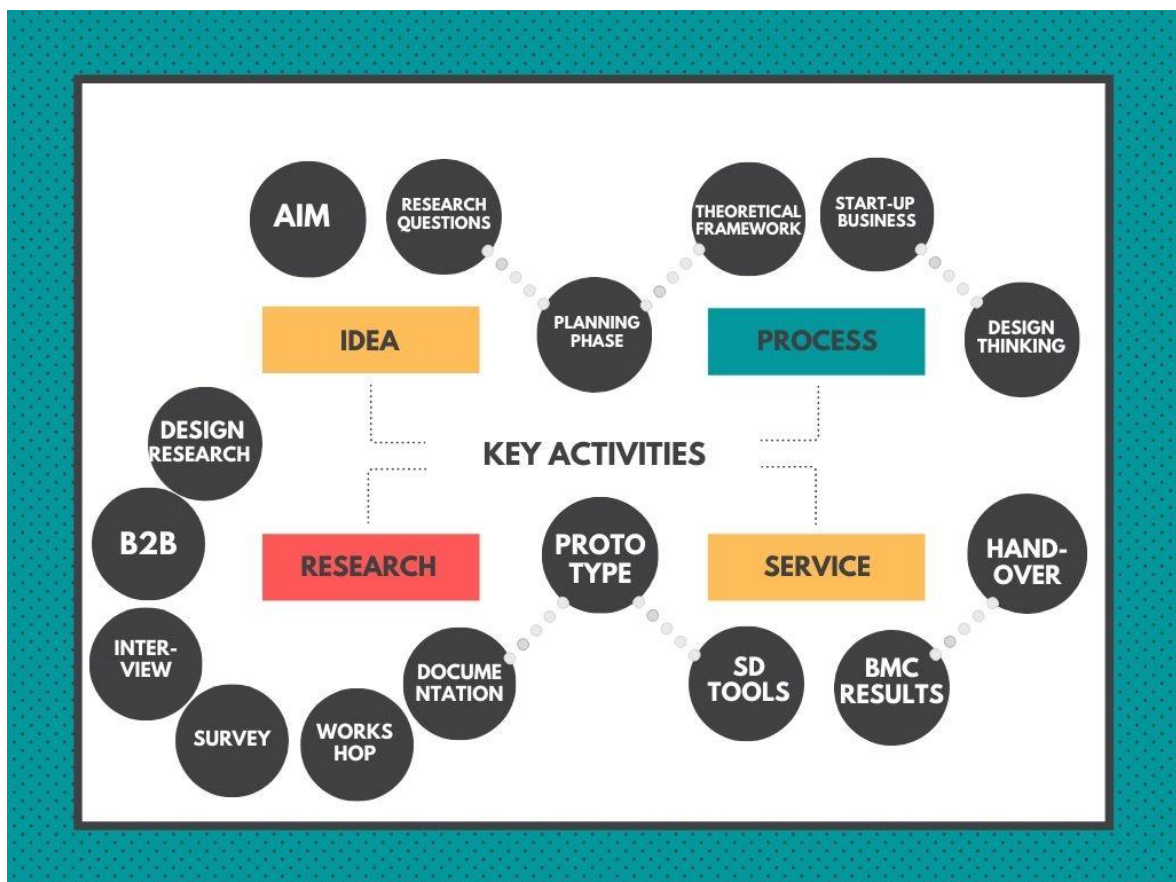 AIM
RESEARCH
QUESTIONS
THEORETICAL
FRAMEWORK
START-UP
BUSINESS
PLANNING
PHASE
DESIGN
THINKING
IDEA
PROCESS
DESIGN
RESEARCH
KEY ACTIVITIES
B2B
PROTO
TYPE
HAND-
OVER
RESEARCH
SERVICE
INTER-
VIEW
DOCUME
NTATION
SD
TOOLS
BMC
RESULTS
SURVEY
WORKS
HOP